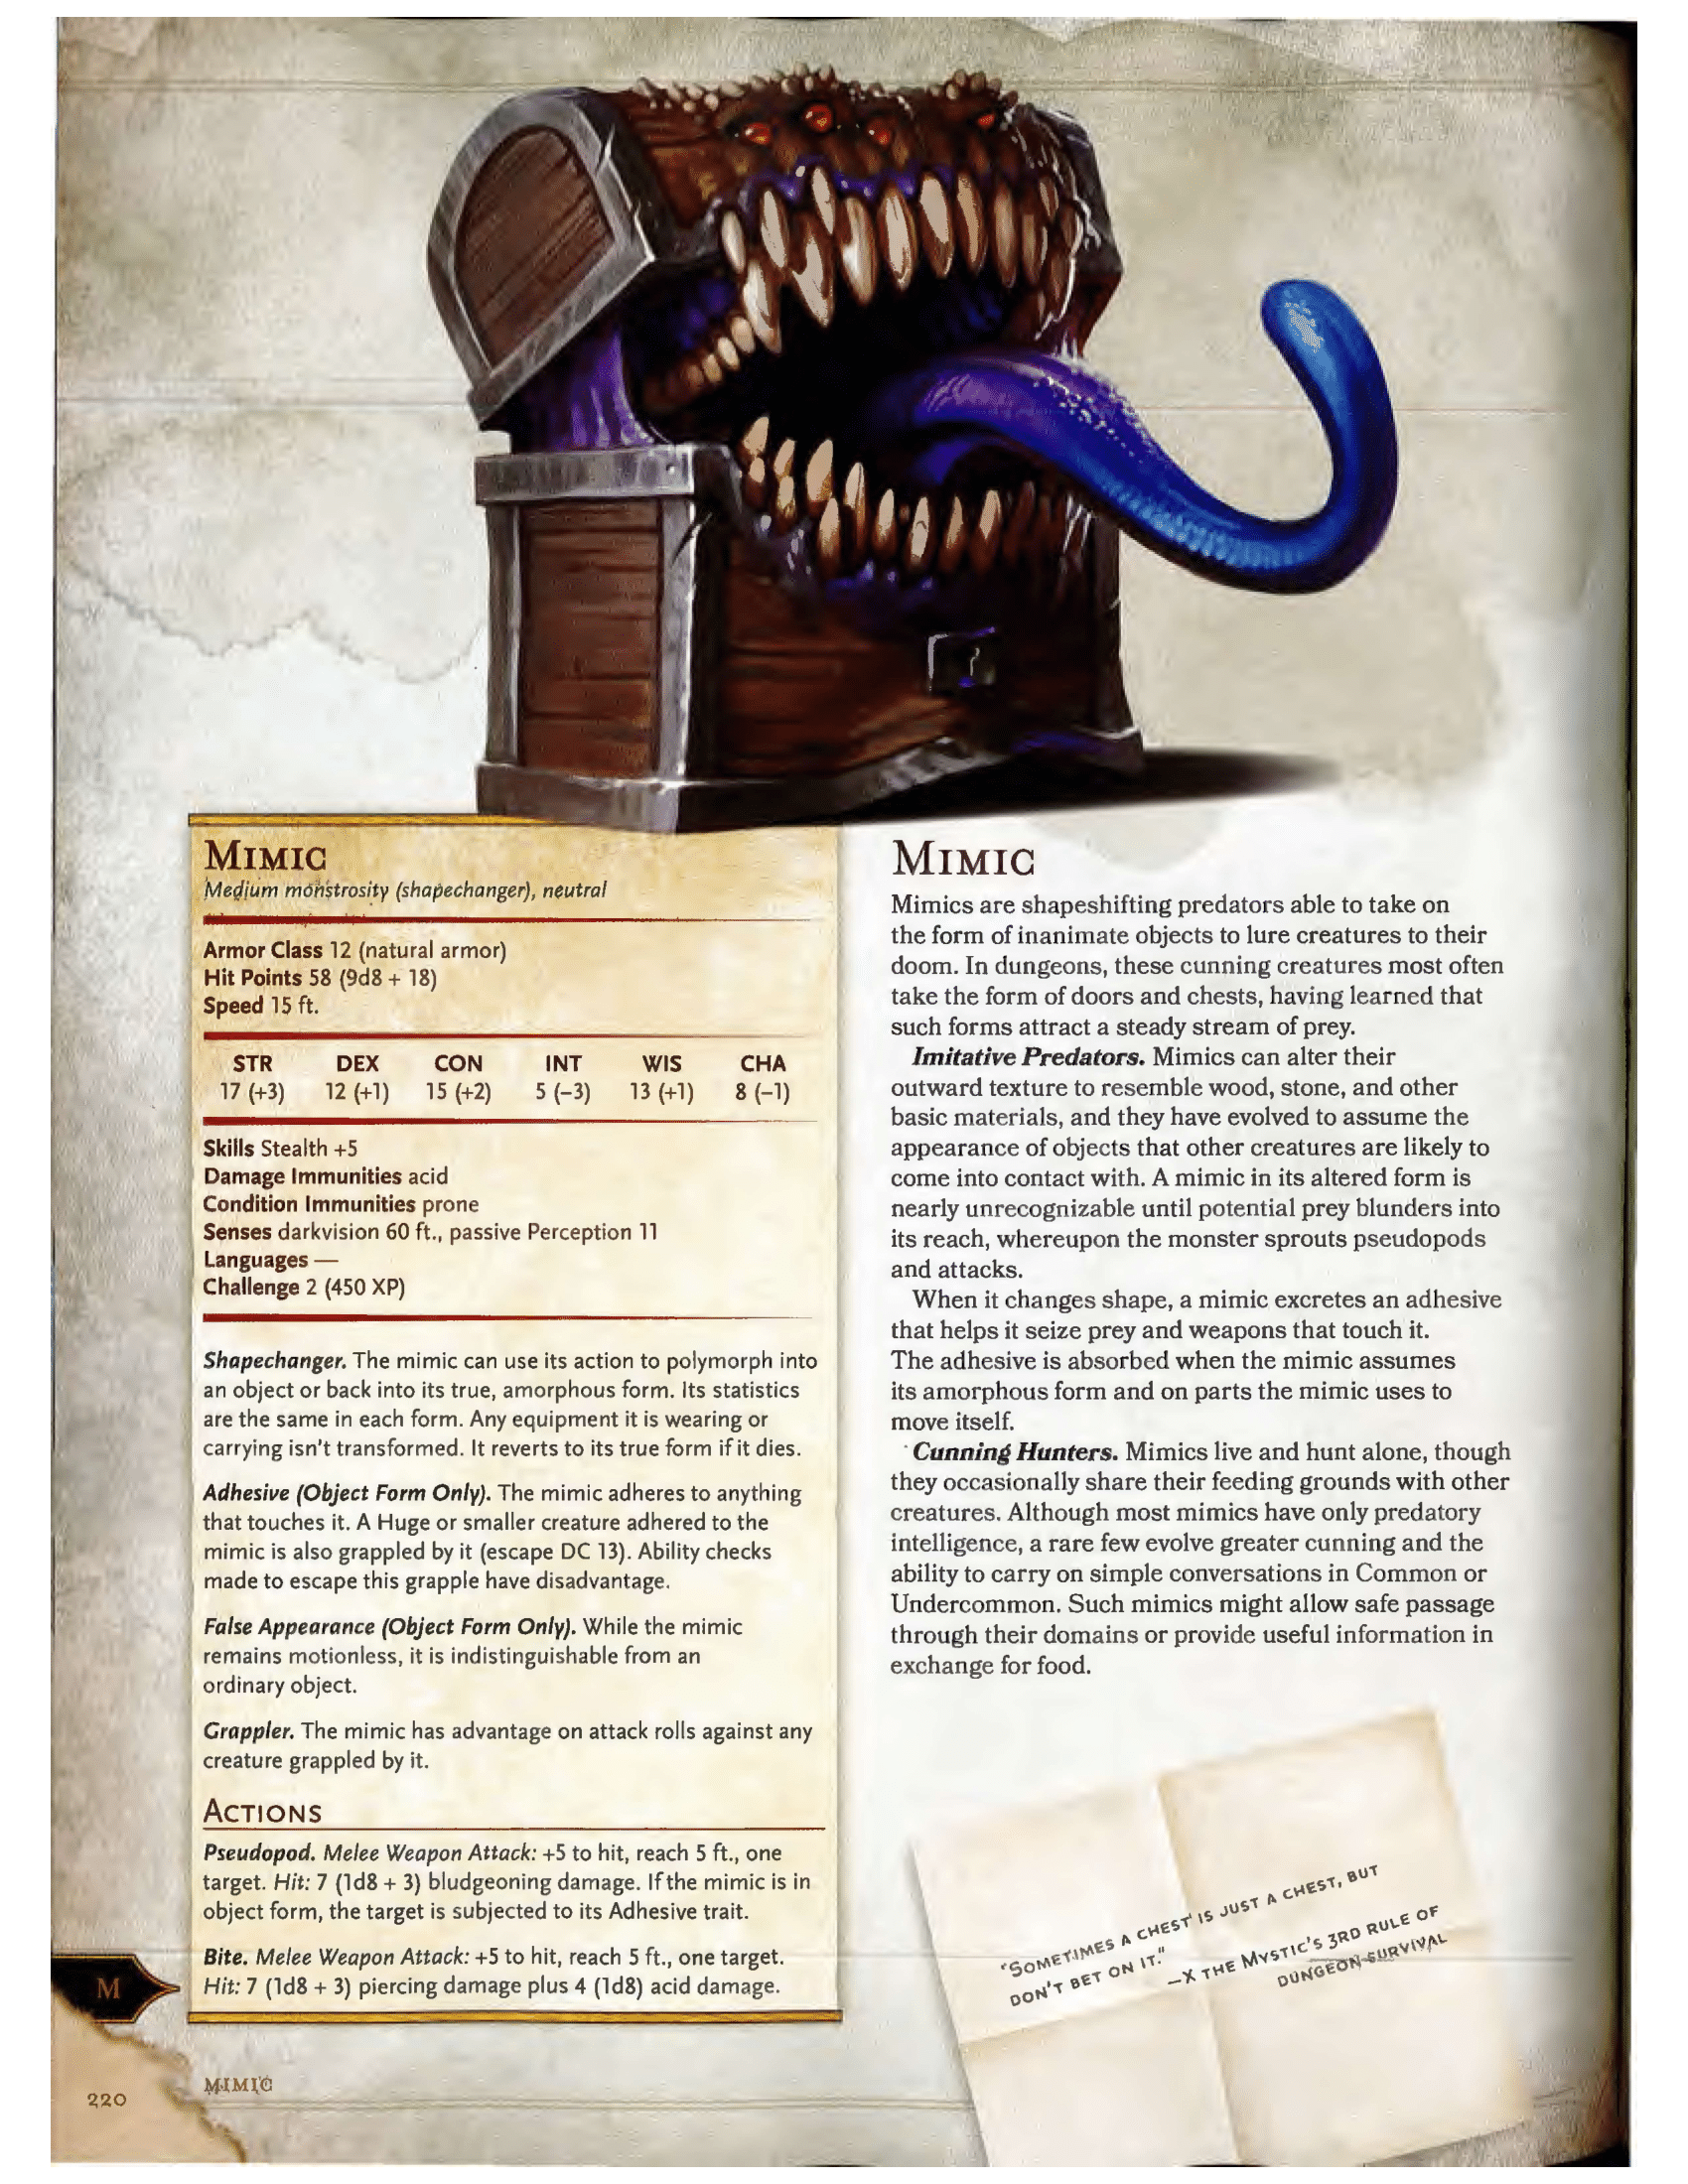 MIMIC
Medium monstrosity (shapechanger), neutral
Armor Class 12 (natural armor)
Hit Points 58 (9d8 + 18)
Speed 15 ft.
STR DEX CON INT WIS CHA
17 (+3) 12 (+1) 15 (+2) 5 (−3) 13 (+1) 8 (−1)
Skills Stealth +5
Damage Immunities acid
Condition Immunities prone
Senses darkvision 60 ft., passive Perception 11
Languages —
Challenge 2 (450 XP)
Shapechanger. The mimic can use its action to polymorph into
an object or back into its true, amorphous form. Its statistics
are the same in each form. Any equipment it is wearing or
carrying isn't transformed. It reverts to its true form if it dies.
Adhesive (Object Form Only). The mimic adheres to anything
that touches it. A Huge or smaller creature adhered to the
mimic is also grappled by it (escape DC 13). Ability checks
made to escape this grapple have disadvantage.
False Appearance (Object Form Only). While the mimic
remains motionless, it is indistinguishable from an
ordinary object.
Grappler. The mimic has advantage on attack rolls against any
creature grappled by it.
ACTIONS
Pseudopod. Melee Weapon Attack: +5 to hit, reach 5 ft., one
target. Hit: 7 (1d8 + 3) bludgeoning damage. If the mimic is in
object form, the target is subjected to its Adhesive trait.
Bite. Melee Weapon Attack: +5 to hit, reach 5 ft., one target.
Hit: 7 (1d8 + 3) piercing damage plus 4 (1d8) acid damage.
MIMIC
Mimics are shapeshifting predators able to take on
the form of inanimate objects to lure creatures to their
doom. In dungeons, these cunning creatures most often
take the form of doors and chests, having learned that
such forms attract a steady stream of prey.
Imitative Predators. Mimics can alter their
outward texture to resemble wood, stone, and other
basic materials, and they have evolved to assume the
appearance of objects that other creatures are likely to
come into contact with. A mimic in its altered form is
nearly unrecognizable until potential prey blunders into
its reach, whereupon the monster sprouts pseudopods
and attacks.
When it changes shape, a mimic excretes an adhesive
that helps it seize prey and weapons that touch it.
The adhesive is absorbed when the mimic assumes
its amorphous form and on parts the mimic uses to
move itself.
Cunning Hunters. Mimics live and hunt alone, though
they occasionally share their feeding grounds with other
creatures. Although most mimics have only predatory
intelligence, a rare few evolve greater cunning and the
ability to carry on simple conversations in Common or
Undercommon. Such mimics might allow safe passage
through their domains or provide useful information in
exchange for food.
"SOMETIMES A CHEST IS JUST A CHEST, BUT
DON'T BET ON IT."
—X THE MYSTIC'S 3RD RULE OF
DUNGEON SURVIVAL
M
MIMIC
220